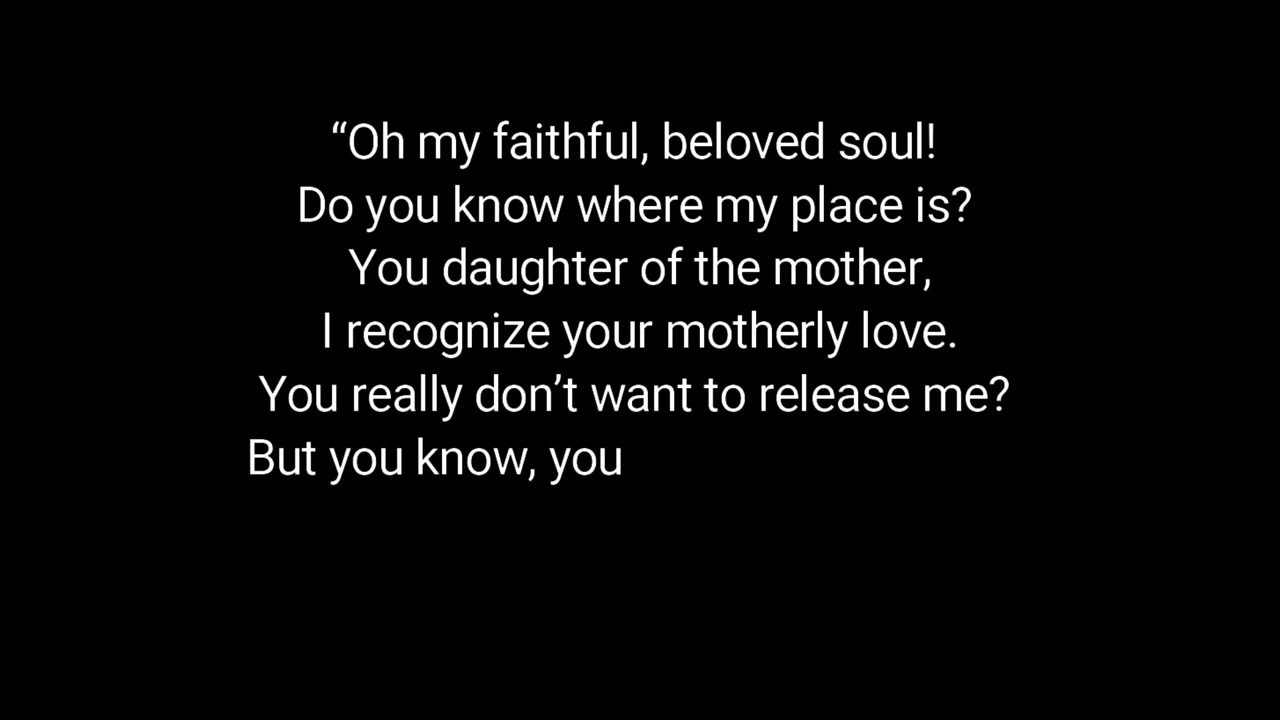 “Oh my faithful, beloved soul!
Do you know where my place is?
You daughter of the mother,
I recognize your motherly love.
You really don’t want to release me?
But you know, you